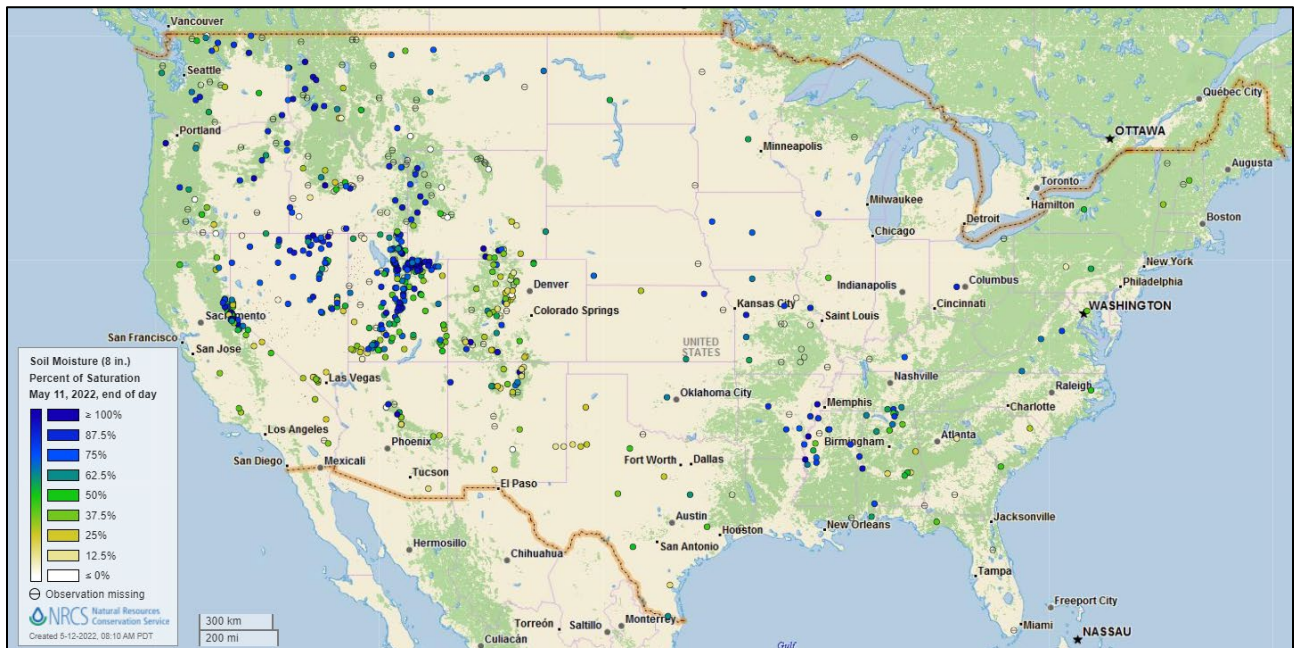 Vancouver
Seattle
Québec City
Portland
OTTAWA
Minneapolis
Augusta
Toronto
Milwaukee
Hamilton
Boston
Detroit
Chicago
New York
Denver
Indianapolis
Columbus
Philadelphia
Sacramento
Colorado Springs
Kansas City
Cincinnati
WASHINGTON
Saint Louis
San Francisco
UNITED
STATES
San Jose
Las Vegas
Nashville
Raleigh
Oklahoma City
Memphis
Charlotte
Los Angeles
Phoenix
Birmingham
Atlanta
San Diego
Mexicali
Fort Worth
Dallas
Tucson
El Paso
Austin
Jacksonville
Houston
New Orleans
San Antonio
Hermosillo
Chihuahua
Tampa
Freeport City
Torreón
Saltillo
Monterrey
Miami
NASSAU
Culiacán
Gulf
Soil Moisture (8 in.)
Percent of Saturation
May 11, 2022, end of day
≥ 100%
87.5%
75%
62.5%
50%
37.5%
25%
12.5%
≤ 0%
Observation missing
NRCS Natural Resources
Conservation Service
Created 5-12-2022, 08:10 AM PDT
300 km
200 mi